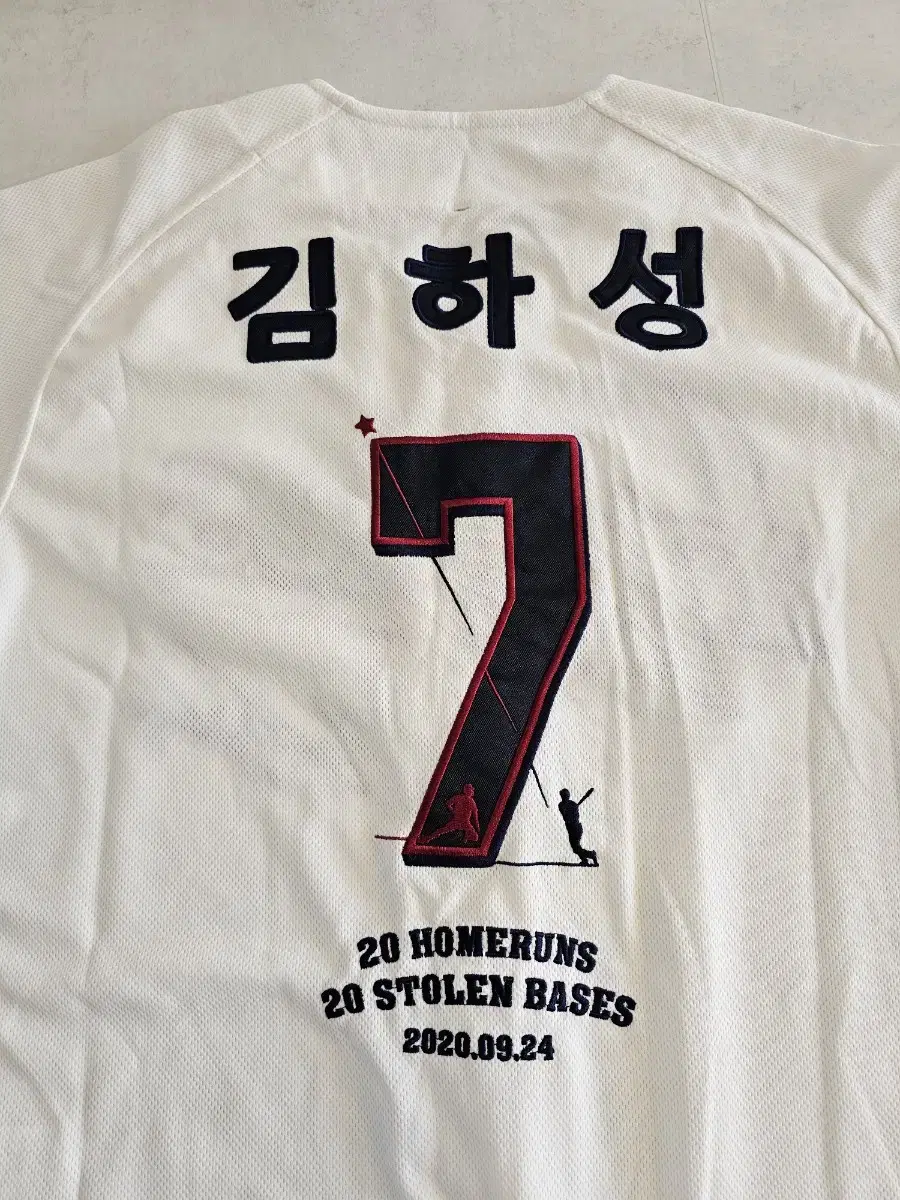 김하성
7
20 HOMERUNS
20 STOLEN BASES
2020.09.24